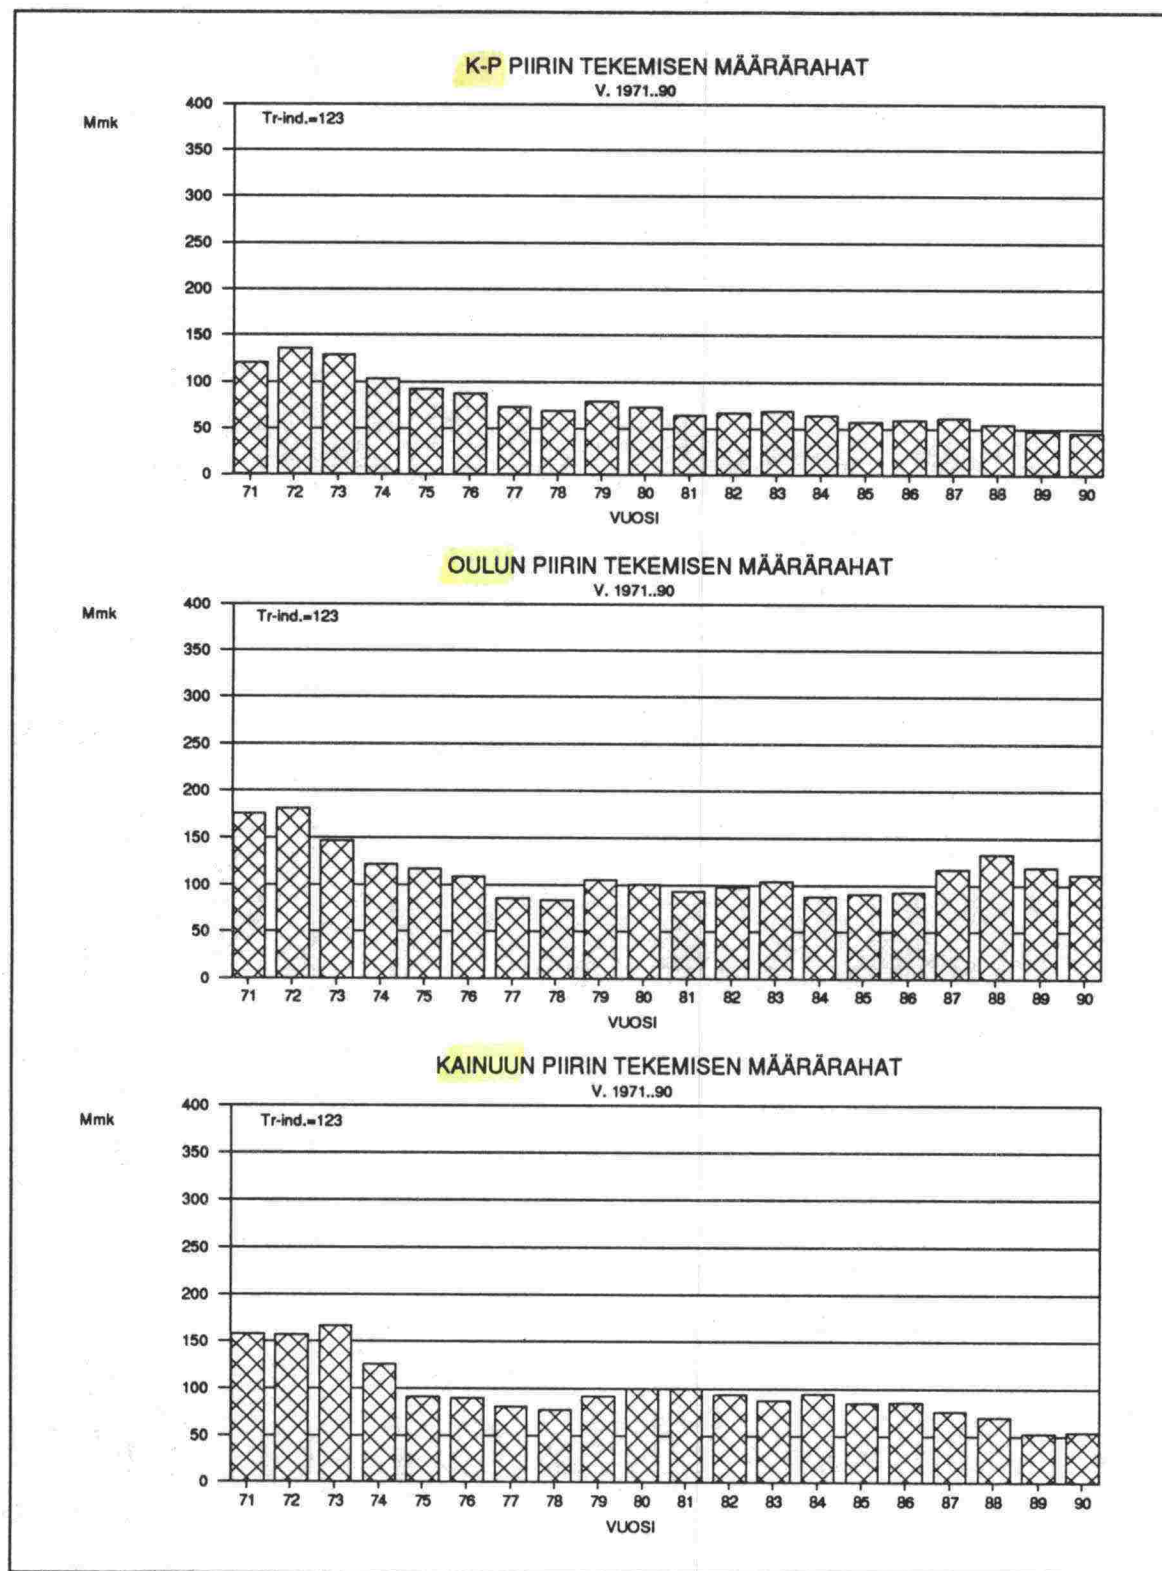 K-P PIIRIN TEKEMISEN MÄÄRÄRAHAT
V. 1971..90
Mmk
Tr-ind.=123
400
350
300
250
200
150
100
50
0
71 72 73 74 75 76 77 78 79 80 81 82 83 84 85 86 87 88 89 90
VUOSI
OULUN PIIRIN TEKEMISEN MÄÄRÄRAHAT
V. 1971..90
Mmk
Tr-ind.=123
400
350
300
250
200
150
100
50
0
71 72 73 74 75 76 77 78 79 80 81 82 83 84 85 86 87 88 89 90
VUOSI
KAINUUN PIIRIN TEKEMISEN MÄÄRÄRAHAT
V. 1971..90
Mmk
Tr-ind.=123
400
350
300
250
200
150
100
50
0
71 72 73 74 75 76 77 78 79 80 81 82 83 84 85 86 87 88 89 90
VUOSI